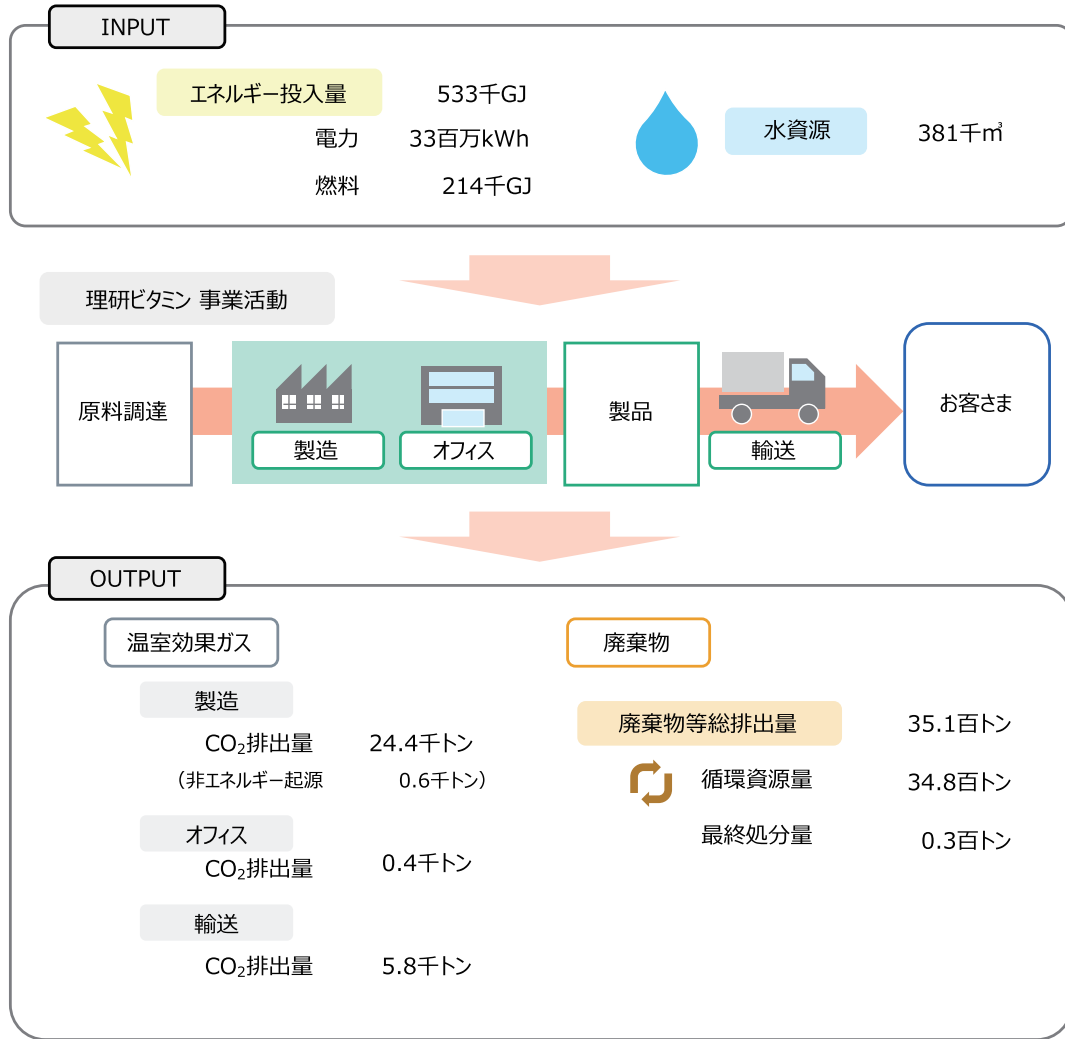 INPUT
エネルギー投入量 533千GJ
電力 33百万kWh
燃料 214千GJ
水資源 381千㎥
理研ビタミン 事業活動
原料調達
製造
オフィス
製品
輸送
お客さま
OUTPUT
温室効果ガス
製造
CO₂排出量 24.4千トン
（非エネルギー起源 0.6千トン）
オフィス
CO₂排出量 0.4千トン
輸送
CO₂排出量 5.8千トン
廃棄物
廃棄物等総排出量 35.1百トン
循環資源量 34.8百トン
最終処分量 0.3百トン